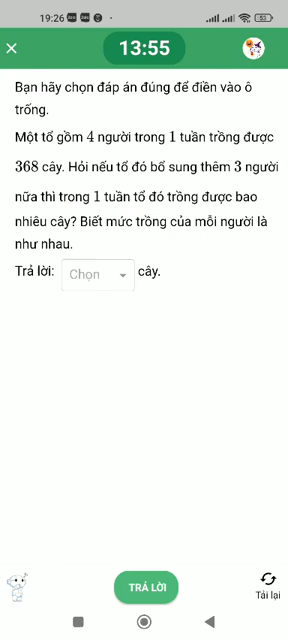 19:26
53
13:55
Bạn hãy chọn đáp án đúng để điền vào ô
trống.
Một tổ gồm 4 người trong 1 tuần trồng được
368 cây. Hỏi nếu tổ đó bổ sung thêm 3 người
nữa thì trong 1 tuần tổ đó trồng được bao
nhiêu cây? Biết mức trồng của mỗi người là
như nhau.
Trả lời: Chọn cây.
TRẢ LỜI
Tải lại